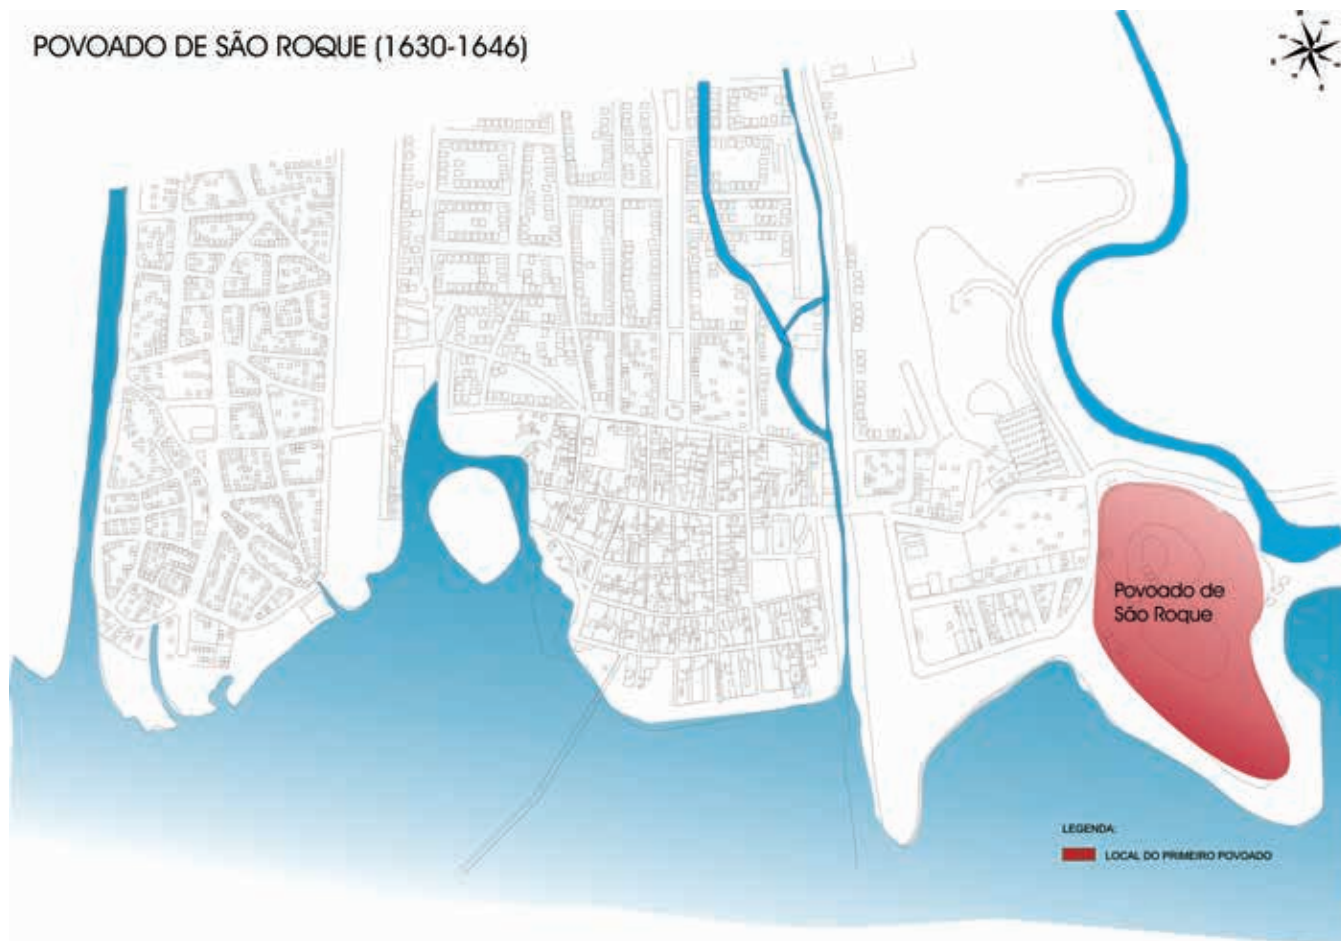 POVOADO DE SÃO ROQUE (1630-1646)
Povoado de
São Roque
LEGENDA:
LOCAL DO PRIMEIRO POVOADO